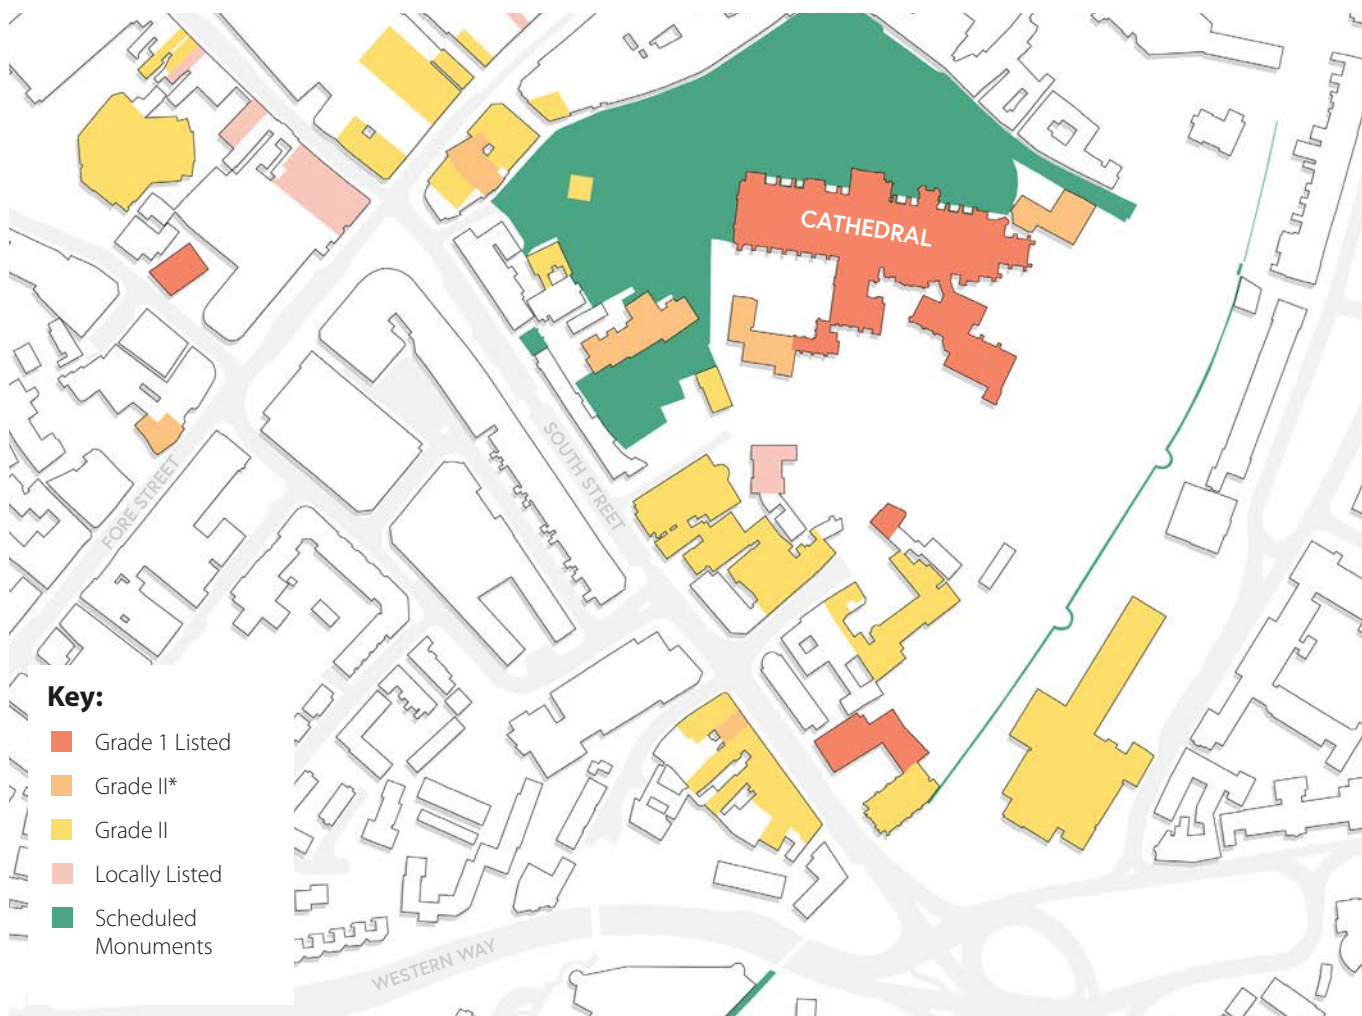 CATHEDRAL
SOUTH STREET
FORE STREET
WESTERN WAY
Key:
Grade 1 Listed
Grade II*
Grade II
Locally Listed
Scheduled
Monuments